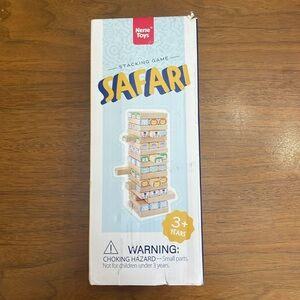 Nene
Toys
STACKING GAME
SAFARI
3+
YEARS
WARNING:
CHOKING HAZARD — Small parts.
Not for children under 3 years.